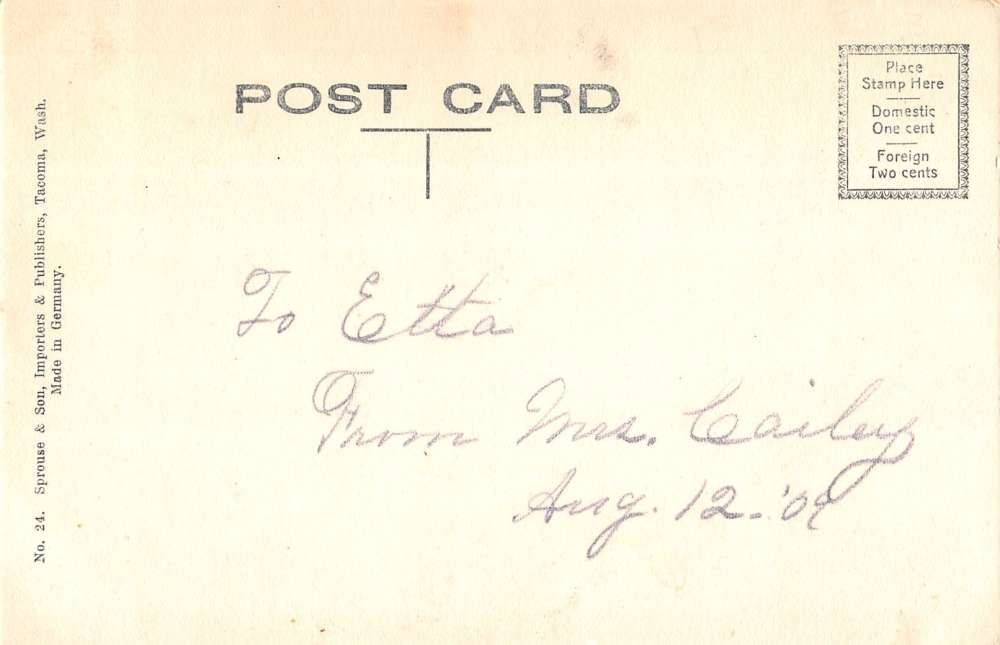 POST CARD
Place
Stamp Here
Domestic
One cent
Foreign
Two cents
No. 24. Sprouse & Son, Importers & Publishers, Tacoma, Wash.
Made in Germany.
To Etta
From Mrs. Cailey
Aug. 12-'09